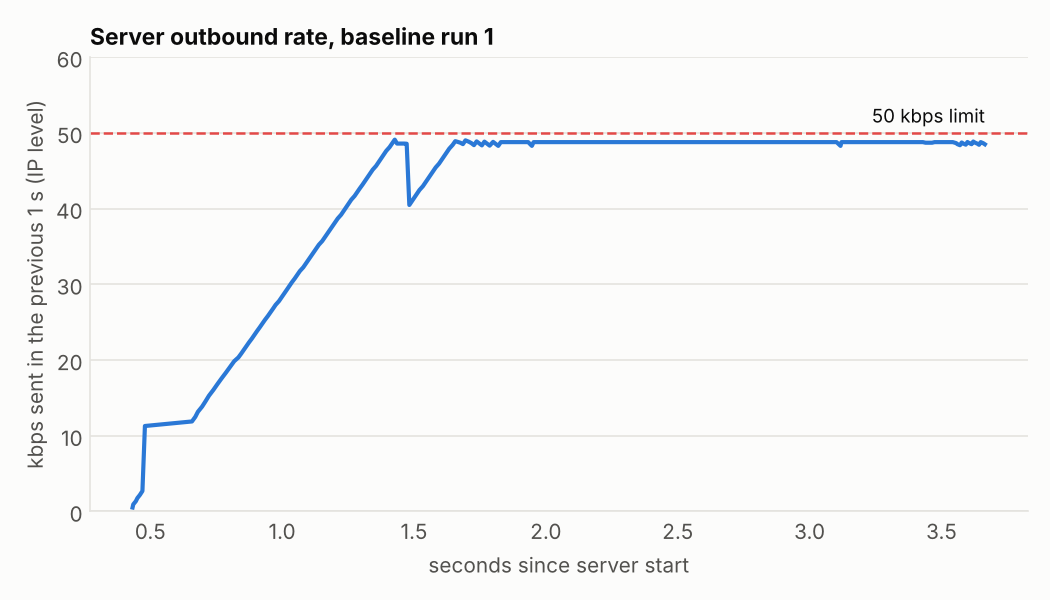 Server outbound rate, baseline run 1
kbps sent in the previous 1 s (IP level)
60
50
40
30
20
10
0
50 kbps limit
0.5 1.0 1.5 2.0 2.5 3.0 3.5
seconds since server start